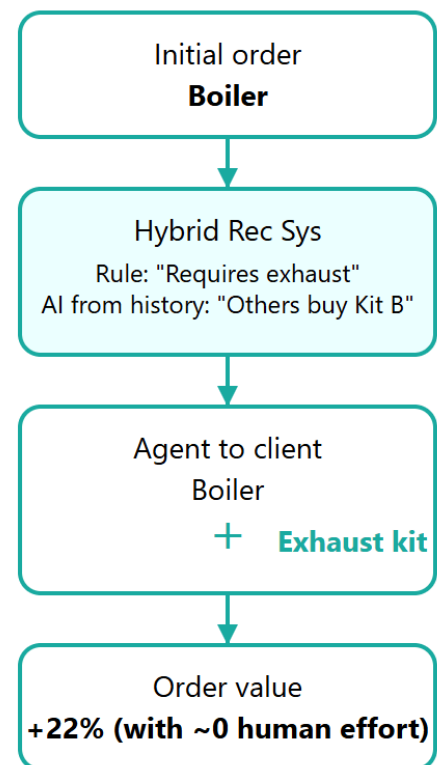 Initial order
Boiler
Hybrid Rec Sys
Rule: "Requires exhaust"
AI from history: "Others buy Kit B"
Agent to client
Boiler
+ Exhaust kit
Order value
+22% (with ~0 human effort)